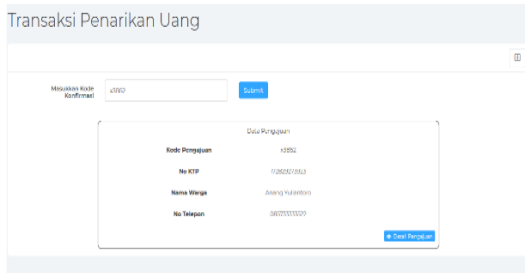 Transaksi Penarikan Uang
Masukkan Kode
Konfirmasi
Submit
Data Pengajuan
Kode Pengajuan
No KTP
Nama Warga
Anang Yuliantoro
No Telepon
Detail Pengajuan